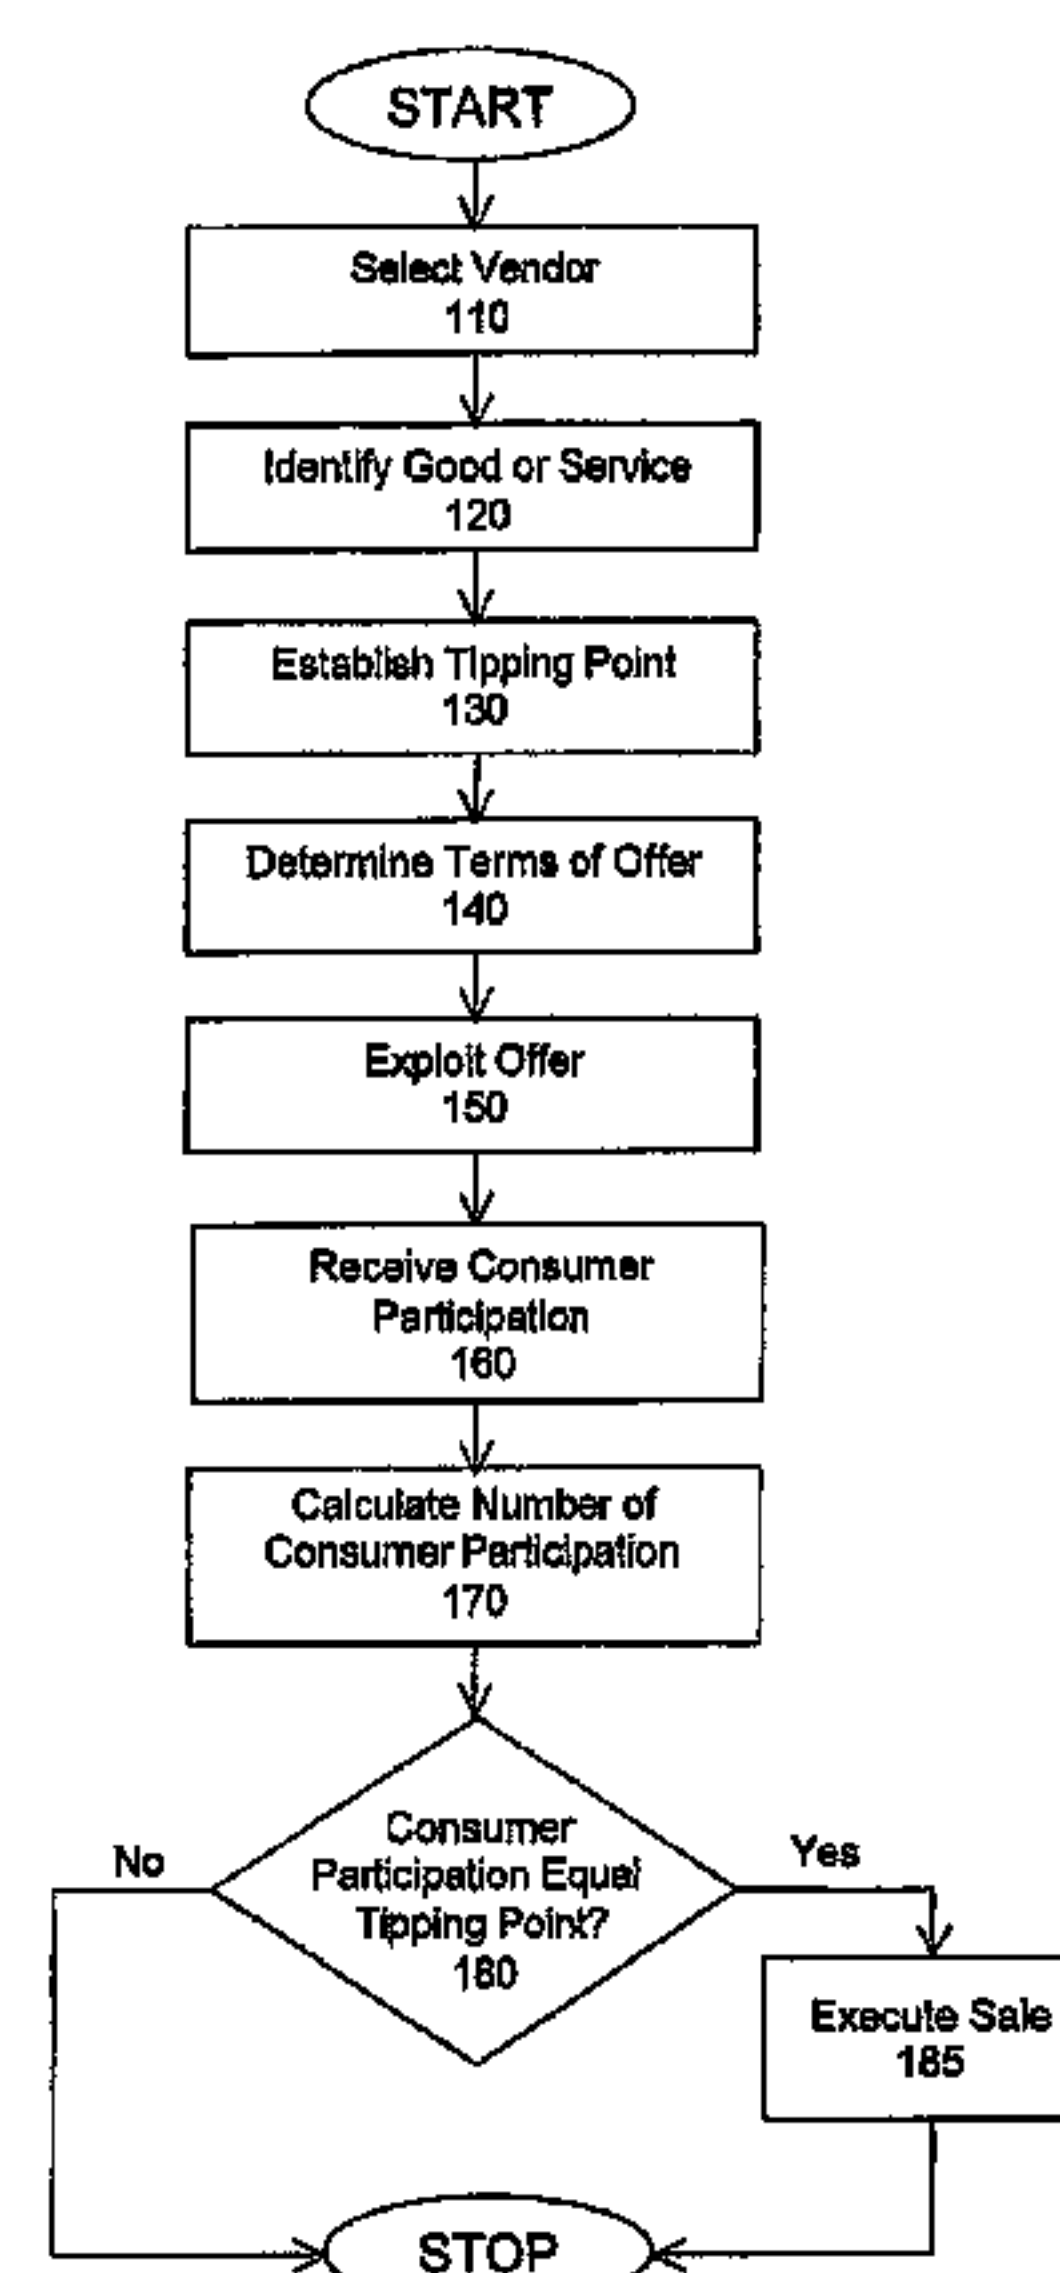 START
Select Vendor
110
Identify Good or Service
120
Establish Tipping Point
130
Determine Terms of Offer
140
Exploit Offer
150
Receive Consumer
Participation
160
Calculate Number of
Consumer Participation
170
Consumer
Participation Equal
Tipping Point?
180
No
Yes
Execute Sale
185
STOP